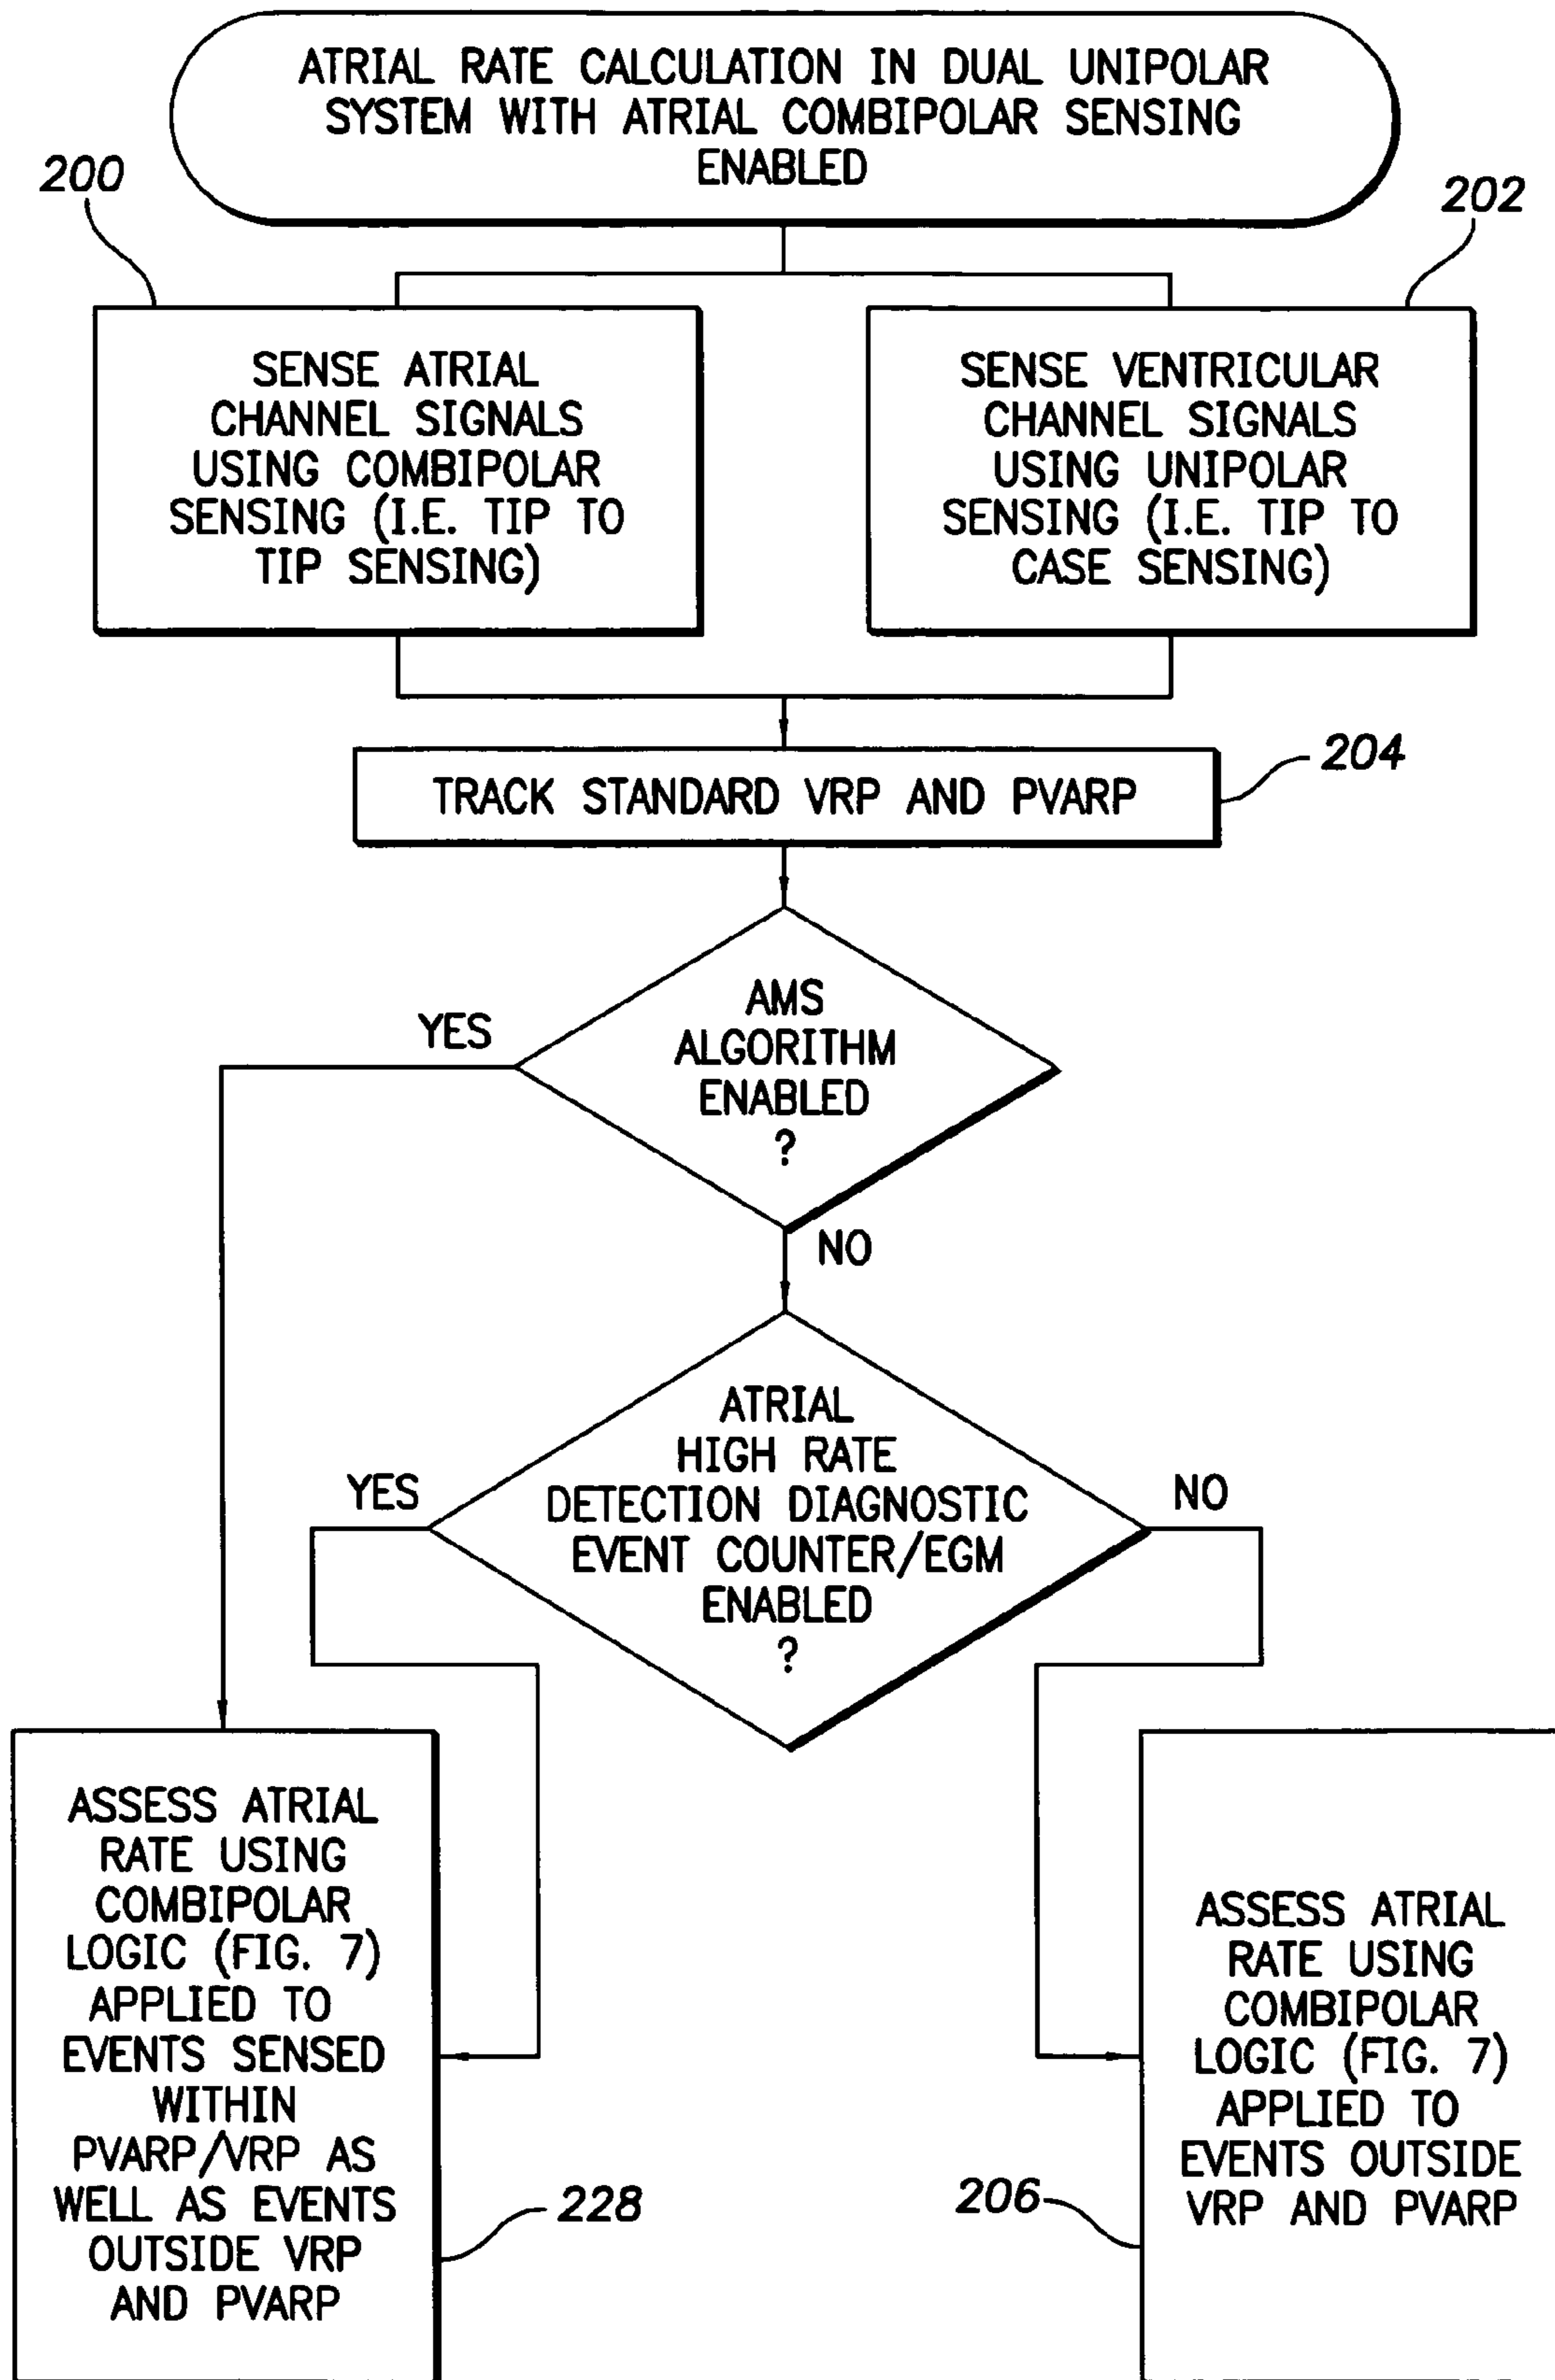 ATRIAL RATE CALCULATION IN DUAL UNIPOLAR
SYSTEM WITH ATRIAL COMBIPOLAR SENSING
ENABLED
200
202
SENSE ATRIAL
CHANNEL SIGNALS
USING COMBIPOLAR
SENSING (I.E. TIP TO
TIP SENSING)
SENSE VENTRICULAR
CHANNEL SIGNALS
USING UNIPOLAR
SENSING (I.E. TIP TO
CASE SENSING)
204
TRACK STANDARD VRP AND PVARP
AMS
ALGORITHM
ENABLED
?
YES
NO
ATRIAL
HIGH RATE
DETECTION DIAGNOSTIC
EVENT COUNTER/EGM
ENABLED
?
YES
NO
ASSESS ATRIAL
RATE USING
COMBIPOLAR
LOGIC (FIG. 7)
APPLIED TO
EVENTS SENSED
WITHIN
PVARP/VRP AS
WELL AS EVENTS
OUTSIDE VRP
AND PVARP
228
206
ASSESS ATRIAL
RATE USING
COMBIPOLAR
LOGIC (FIG. 7)
APPLIED TO
EVENTS OUTSIDE
VRP AND PVARP